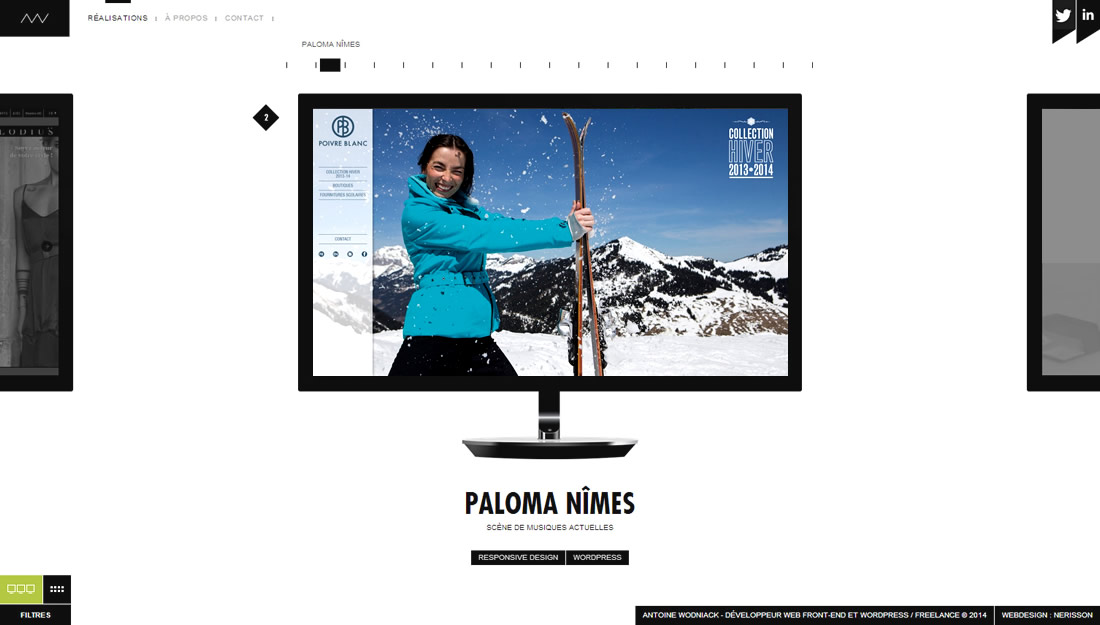 RÉALISATIONS
À PROPOS
CONTACT
PALOMA NÎMES
2
POIVRE BLANC
COLLECTION HIVER
2013-14
BOUTIQUES
FOURNITURES SCOLAIRES
CONTACT
COLLECTION
HIVER
2013•2014
in
PALOMA NÎMES
SCÈNE DE MUSIQUES ACTUELLES
RESPONSIVE DESIGN
WORDPRESS
FILTRES
ANTOINE WODNIACK - DÉVELOPPEUR WEB FRONT-END ET WORDPRESS / FREELANCE © 2014
WEBDESIGN : NERISSON